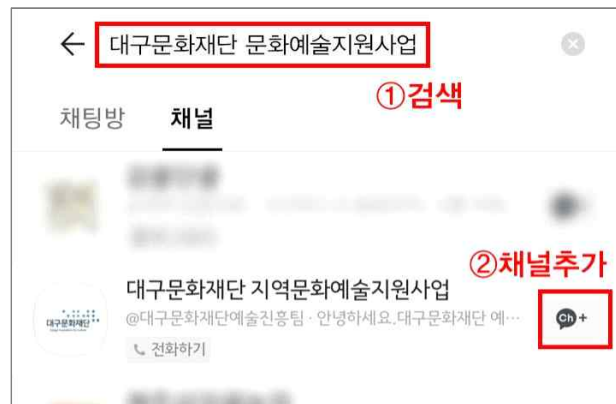 대구문화재단 문화예술지원사업
①검색
채팅방 채널
②채널추가
대구문화재단 지역문화예술지원사업
대구문화재단
@대구문화재단예술진흥팀 · 안녕하세요.대구문화재단 예…
Ch+
전화하기